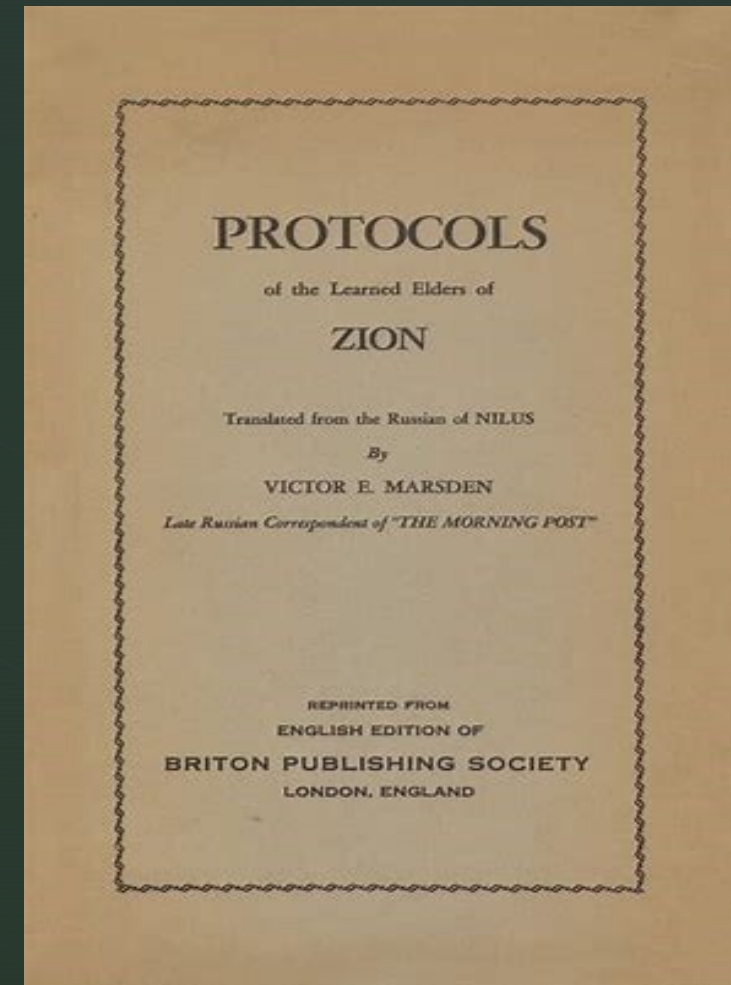 PROTOCOLS
of the Learned Elders of
ZION
Translated from the Russian of NILUS
By
VICTOR E. MARSDEN
Late Russian Correspondent of "THE MORNING POST"
REPRINTED FROM
ENGLISH EDITION OF
BRITON PUBLISHING SOCIETY
LONDON, ENGLAND